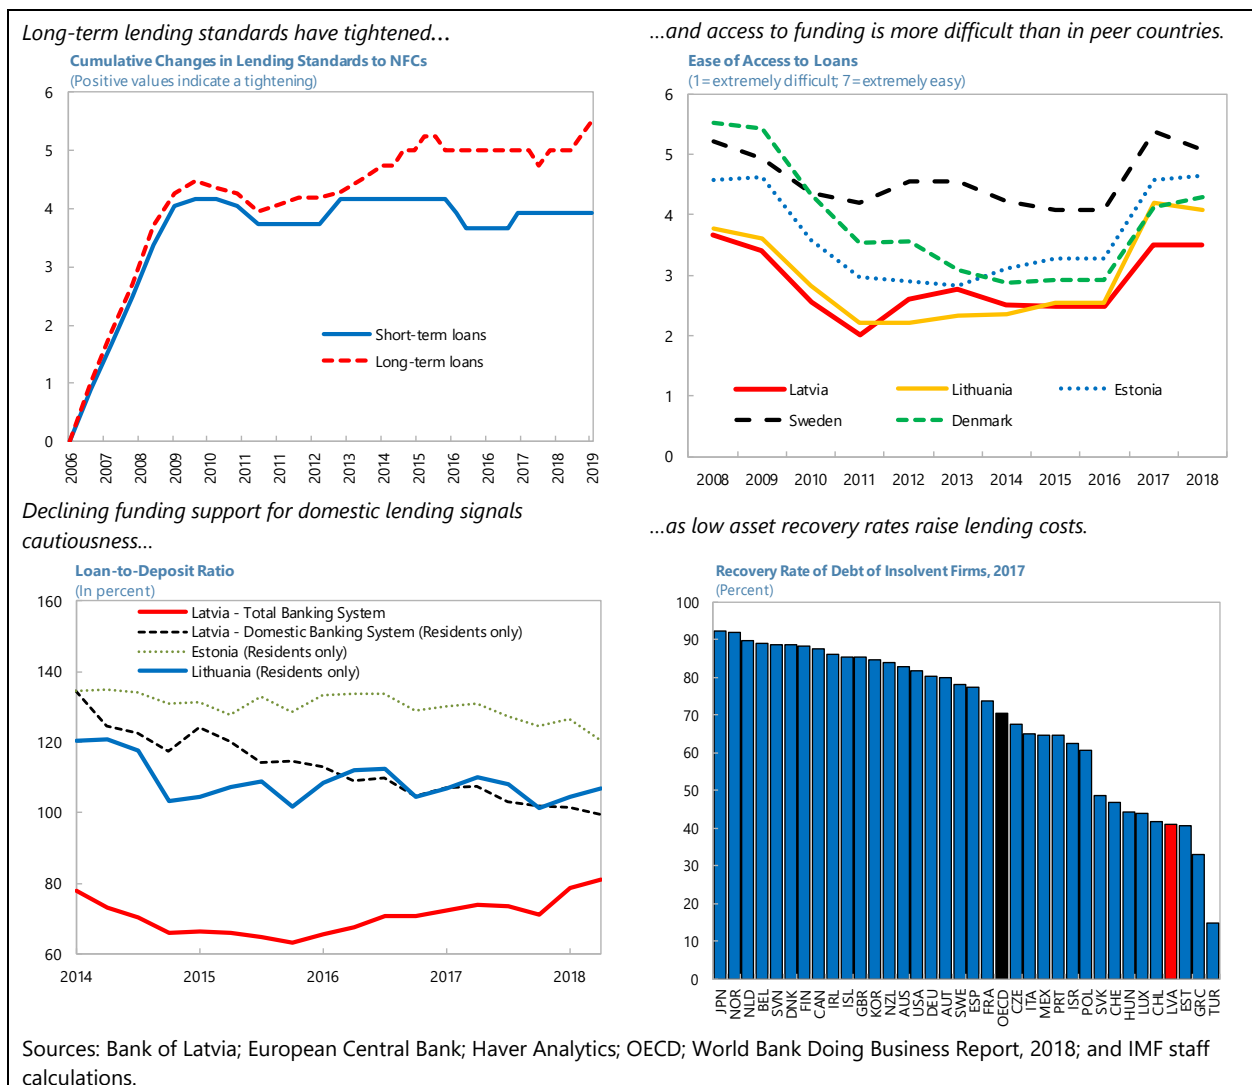 Long-term lending standards have tightened…
Cumulative Changes in Lending Standards to NFCs
(Positive values indicate a tightening)
6
5
4
3
2
1
0
Short-term loans
Long-term loans
2006
2007
2008
2009
2010
2011
2012
2013
2014
2015
2016
2017
2018
2019
…and access to funding is more difficult than in peer countries.
Ease of Access to Loans
(1=extremely difficult; 7=extremely easy)
6
5
4
3
2
1
0
Latvia
Lithuania
Estonia
Sweden
Denmark
2008 2009 2010 2011 2012 2013 2014 2015 2016 2017 2018
Declining funding support for domestic lending signals
cautiousness…
Loan-to-Deposit Ratio
(In percent)
160
140
120
100
80
60
Latvia - Total Banking System
Latvia - Domestic Banking System (Residents only)
Estonia (Residents only)
Lithuania (Residents only)
2014 2015 2016 2017 2018
…as low asset recovery rates raise lending costs.
Recovery Rate of Debt of Insolvent Firms, 2017
(Percent)
100
90
80
70
60
50
40
30
20
10
0
JPN
NOR
NLD
BEL
SVN
DNK
FIN
CAN
IRL
ISL
GBR
KOR
NZL
AUS
USA
DEU
AUT
SWE
ESP
FRA
OECD
CZE
ITA
MEX
PRT
ISR
POL
SVK
CHE
HUN
LUX
CHL
LVA
EST
GRC
TUR
Sources: Bank of Latvia; European Central Bank; Haver Analytics; OECD; World Bank Doing Business Report, 2018; and IMF staff
calculations.